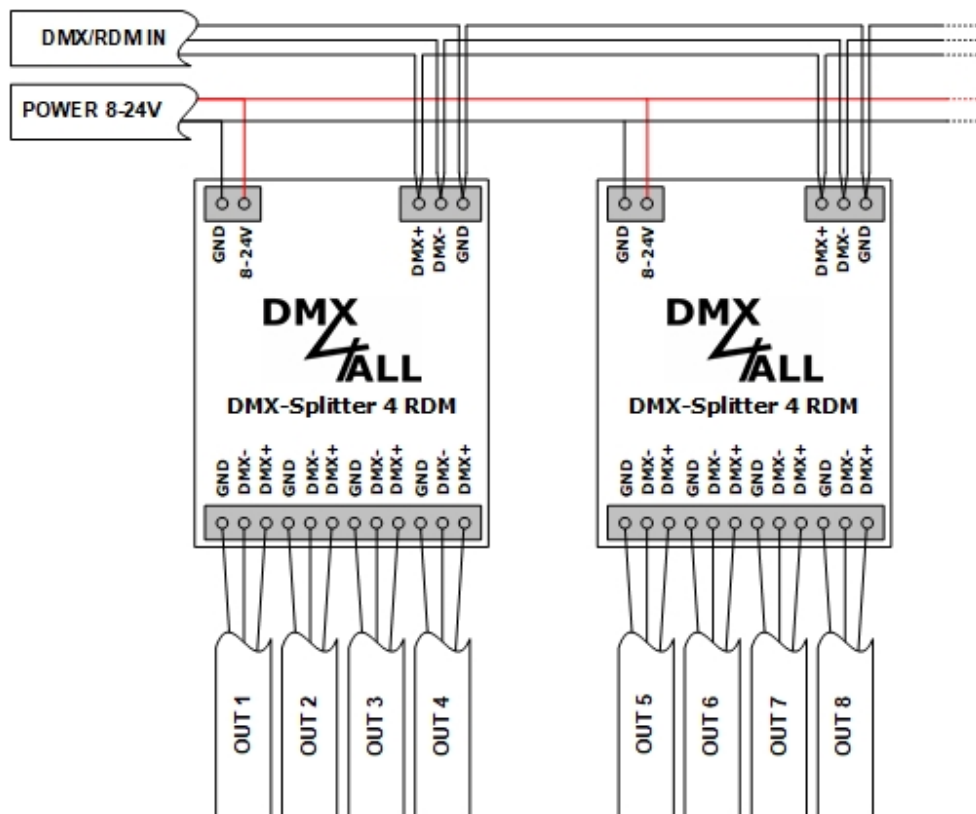 DMX/RDM IN
POWER 8-24V
GND 8-24V DMX+ DMX- GND
GND 8-24V DMX+ DMX- GND
DMX
4
ALL
DMX-Splitter 4 RDM
DMX
4
ALL
DMX-Splitter 4 RDM
GND DMX- DMX+ GND DMX- DMX+ GND DMX- DMX+ GND DMX- DMX+
GND DMX- DMX+ GND DMX- DMX+ GND DMX- DMX+ GND DMX- DMX+
OUT 1
OUT 2
OUT 3
OUT 4
OUT 5
OUT 6
OUT 7
OUT 8